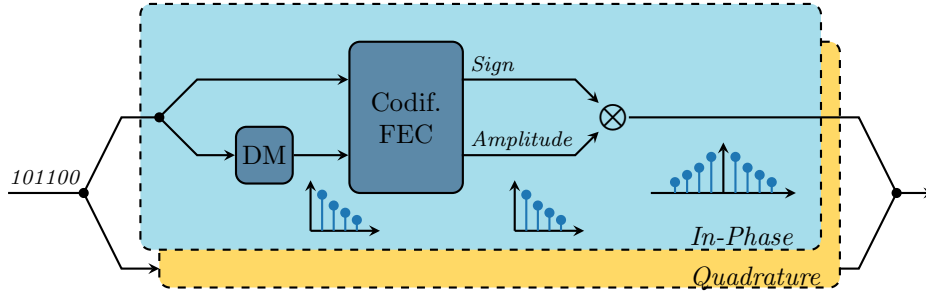 Sign
Codif.
FEC
Amplitude
DM
101100
In-Phase
Quadrature